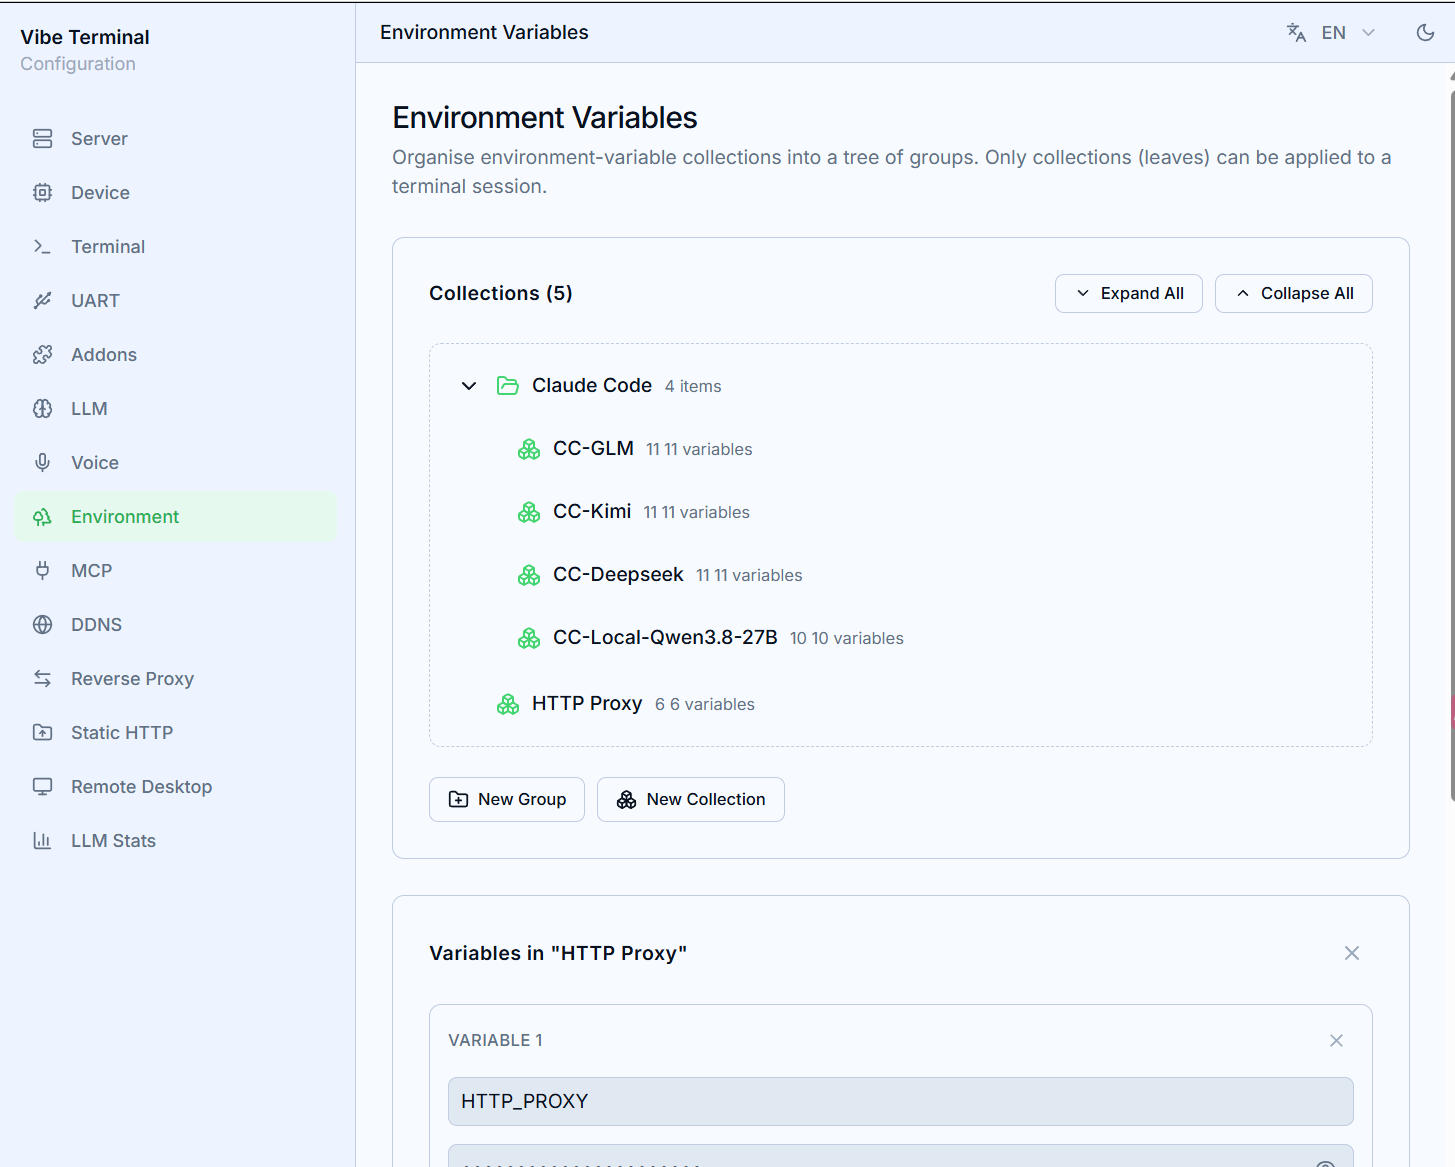 Vibe Terminal
Configuration
Server
Device
Terminal
UART
Addons
LLM
Voice
Environment
MCP
DDNS
Reverse Proxy
Static HTTP
Remote Desktop
LLM Stats
Environment Variables
EN
Environment Variables
Organise environment-variable collections into a tree of groups. Only collections (leaves) can be applied to a
terminal session.
Collections (5)
Expand All
Collapse All
Claude Code 4 items
CC-GLM 11 11 variables
CC-Kimi 11 11 variables
CC-Deepseek 11 11 variables
CC-Local-Qwen3.8-27B 10 10 variables
HTTP Proxy 6 6 variables
New Group
New Collection
Variables in "HTTP Proxy"
VARIABLE 1
HTTP_PROXY